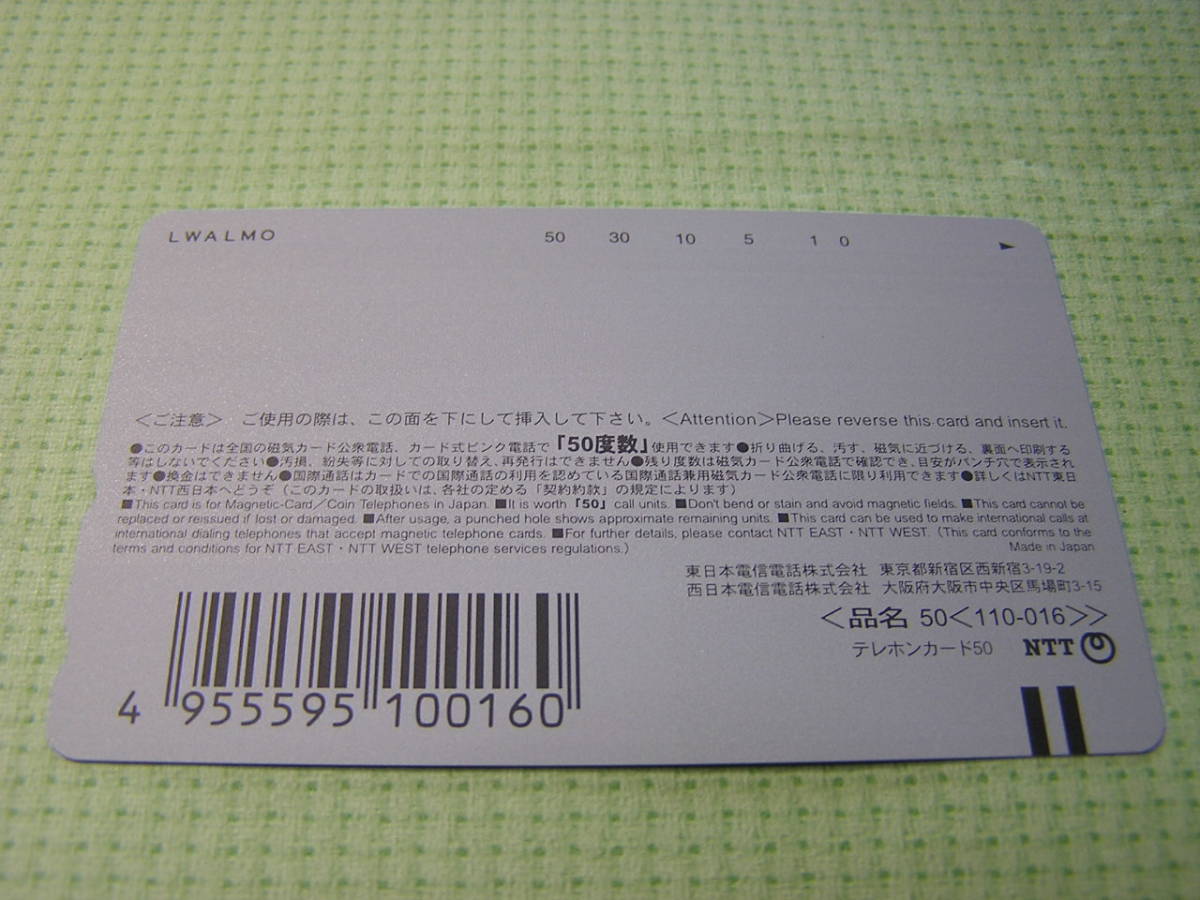 LWALMO 50 30 10 5 1 0
<ご注意> ご使用の際は、この面を下にして挿入して下さい。<Attention>Please reverse this card and insert it.
●このカードは全国の磁気カード公衆電話、カード式ピンク電話で「50度数」使用できます●折り曲げる、汚す、磁気に近づける、裏面へ印刷する
等はしないでください●汚損、紛失等に対しての取り替え、再発行はできません●残り度数は磁気カード公衆電話で確認でき、目安がパンチ穴で表示され
ます●換金はできません●国際通話はカードでの国際通話の利用を認めている国際通話兼用磁気カード公衆電話に限り利用できます●詳しくはNTT東日
本・NTT西日本へどうぞ(このカードの取扱いは、各社の定める「契約約款」の規定によります)
■This card is for Magnetic-Card/Coin Telephones in Japan. ■It is worth「50」call units. ■Don't bend or stain and avoid magnetic fields. ■This card cannot be
replaced or reissued if lost or damaged. ■After usage, a punched hole shows approximate remaining units. ■This card can be used to make international calls at
international dialing telephones that accept magnetic telephone cards. ■For further details, please contact NTT EAST・NTT WEST. (This card conforms to the
terms and conditions for NTT EAST・NTT WEST telephone services regulations.) Made in Japan
東日本電信電話株式会社 東京都新宿区西新宿3-19-2
西日本電信電話株式会社 大阪府大阪市中央区馬場町3-15
<品名 50<110-016>>
テレホンカード50 NTT
4 955595 100160